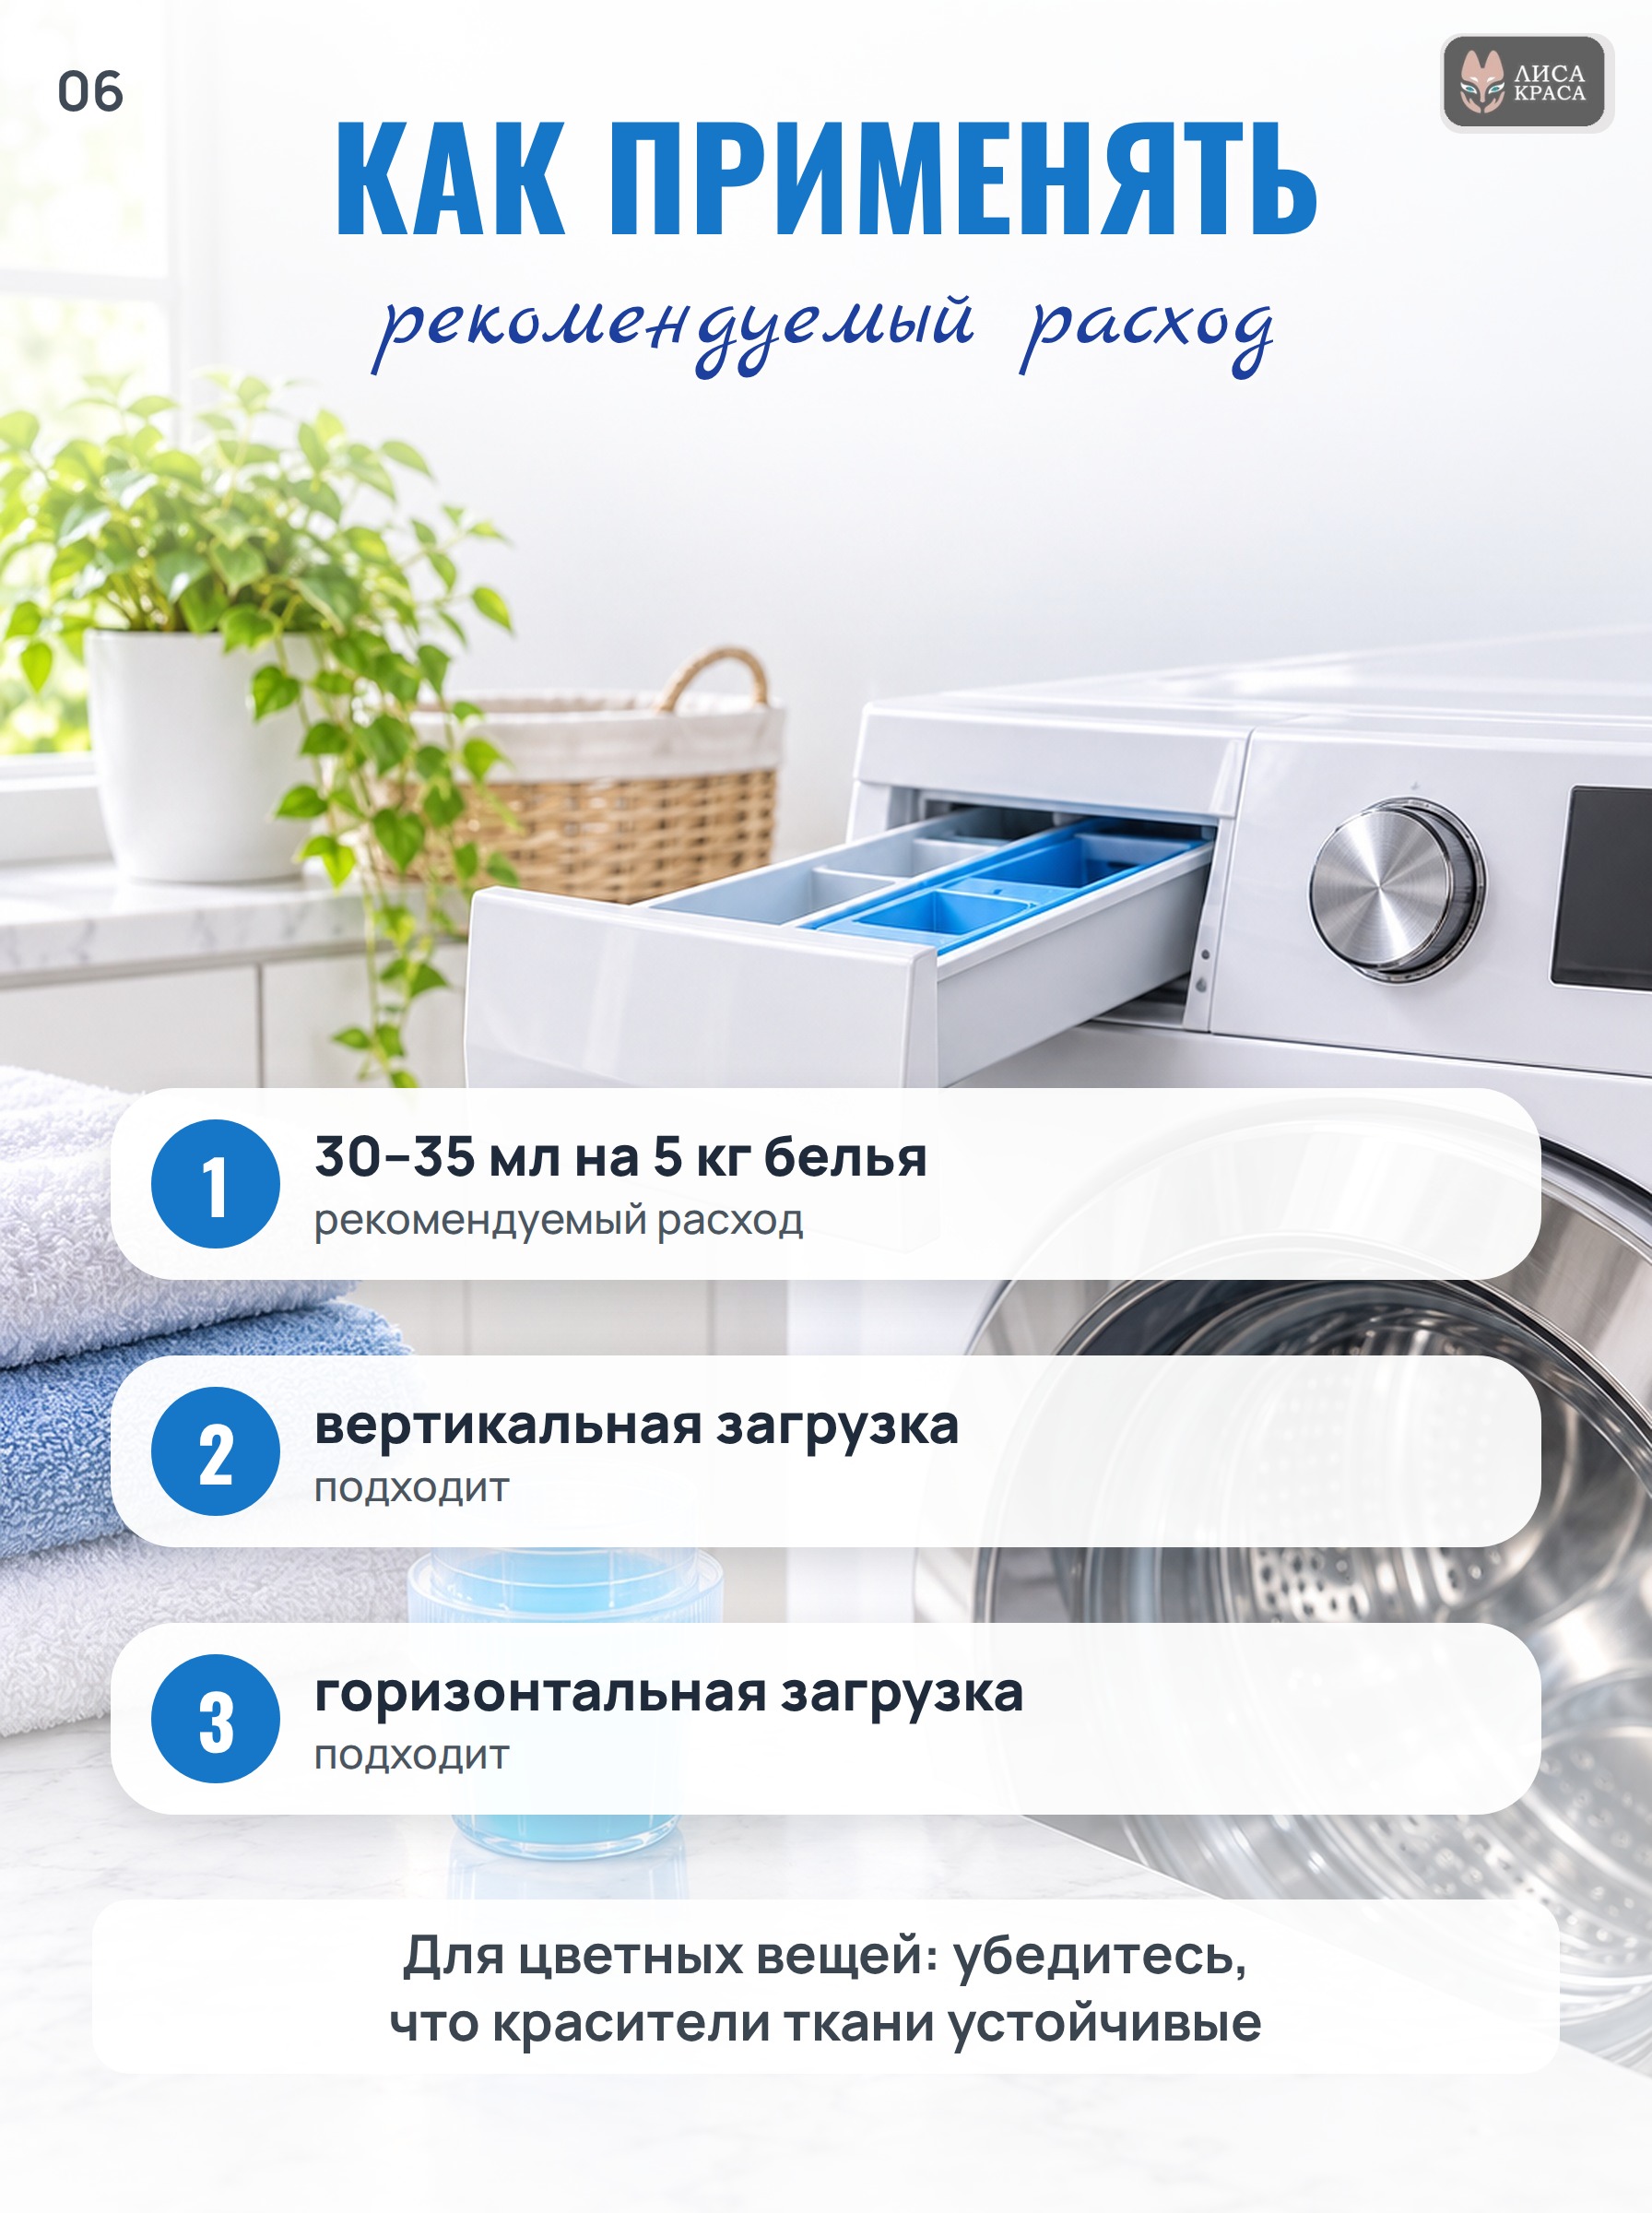 06
ЛИСА
КРАСА
КАК ПРИМЕНЯТЬ
рекомендуемый расход
1
30–35 мл на 5 кг белья
рекомендуемый расход
2
вертикальная загрузка
подходит
3
горизонтальная загрузка
подходит
Для цветных вещей: убедитесь,
что красители ткани устойчивые